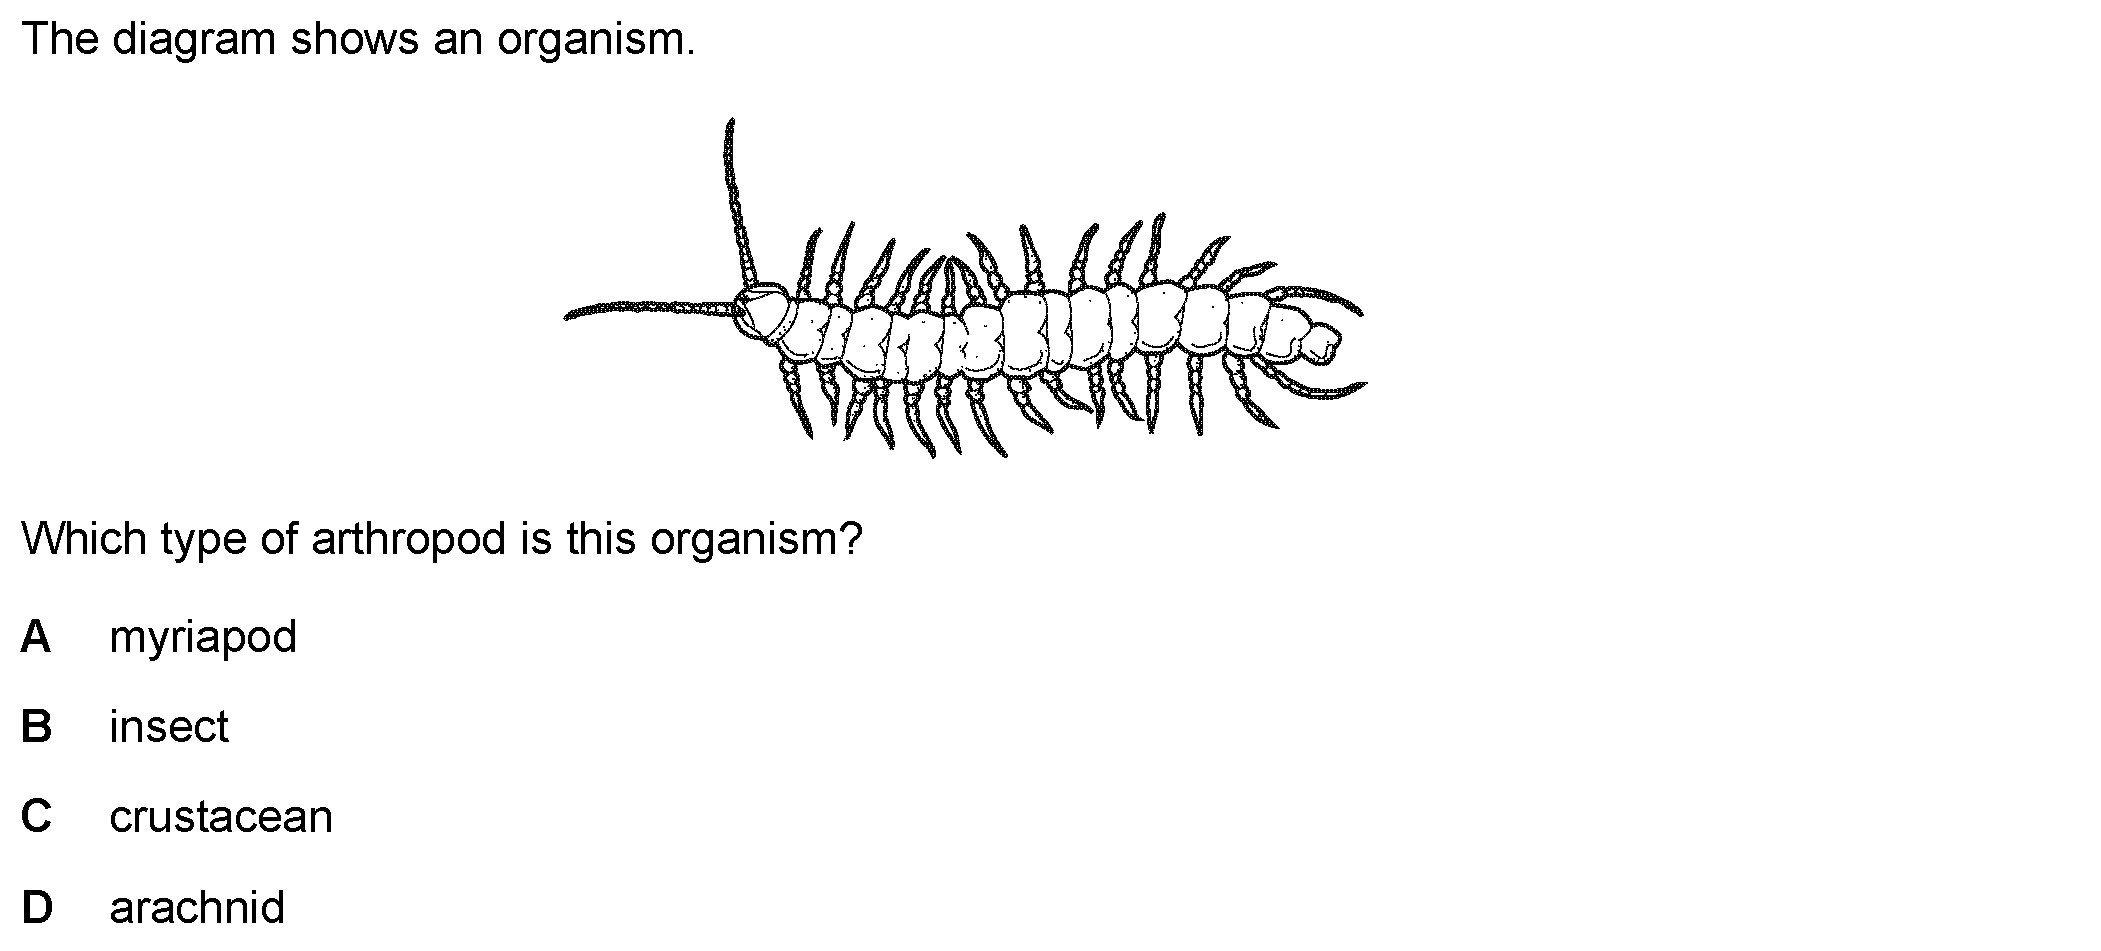 The diagram shows an organism.
Which type of arthropod is this organism?
A myriapod
B insect
C crustacean
D arachnid